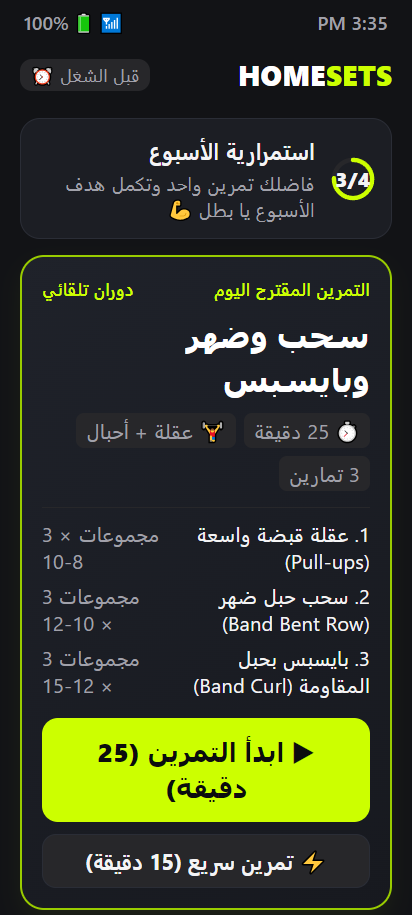 3:35 PM
📶 🔋 100%
HOMESETS
قبل الشغل ⏰
استمرارية الأسبوع
فاضلك تمرين واحد وتكمل هدف
الأسبوع يا بطل 💪
3/4
التمرين المقترح اليوم
دوران تلقائي
سحب وضهر
وبايسبس
⏱️ 25 دقيقة
🏋️ عقلة + أحبال
3 تمارين
1. عقلة قبضة واسعة
(Pull-ups)
3 مجموعات ×
8-10
2. سحب حبل ضهر
(Band Bent Row)
3 مجموعات
× 10-12
3. بايسبس بحبل
المقاومة (Band Curl)
3 مجموعات
× 12-15
▶ ابدأ التمرين (25
دقيقة)
⚡ تمرين سريع (15 دقيقة)